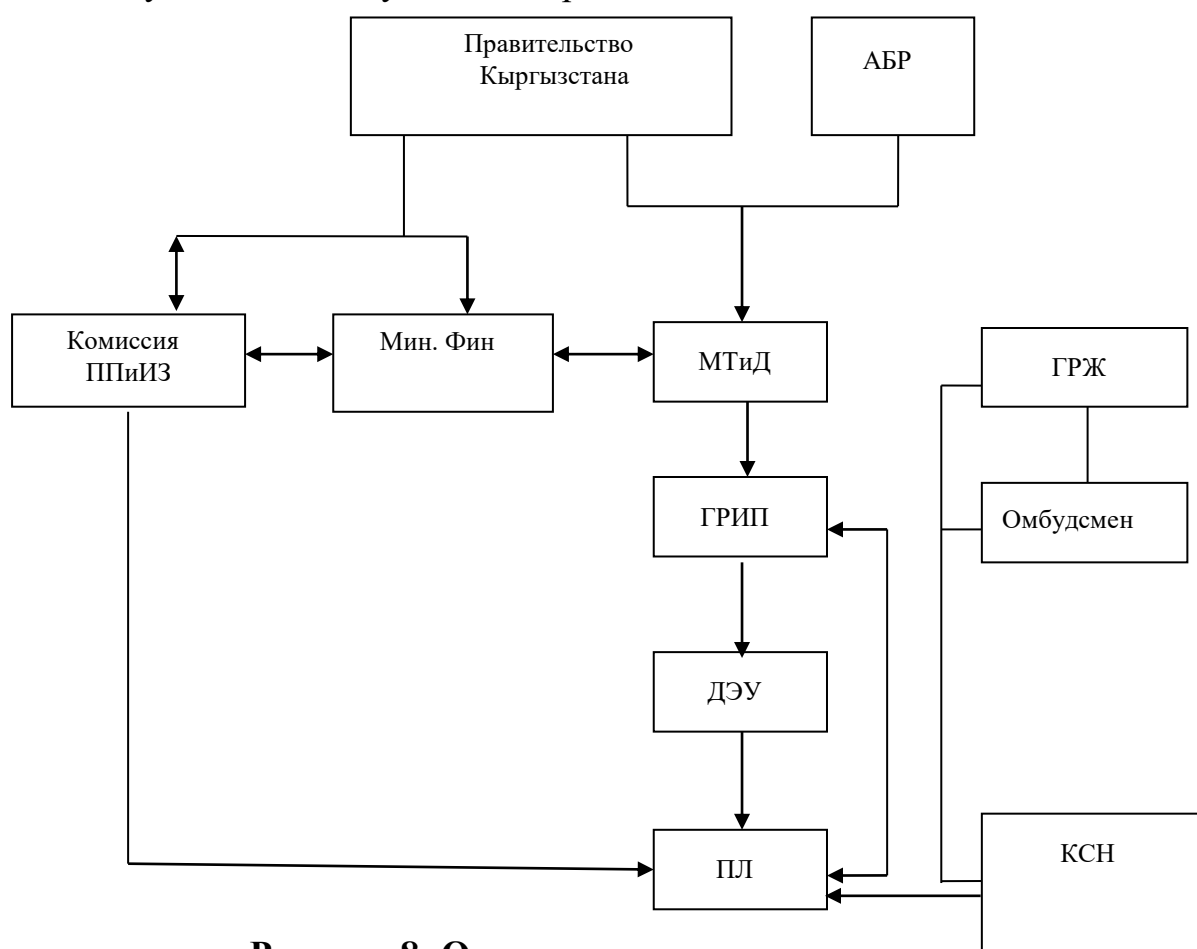 Правительство
Кыргызстана
АБР
Комиссия
ППиИЗ
Мин. Фин
МТиД
ГРЖ
ГРИП
Омбудсмен
ДЭУ
ПЛ
КСН